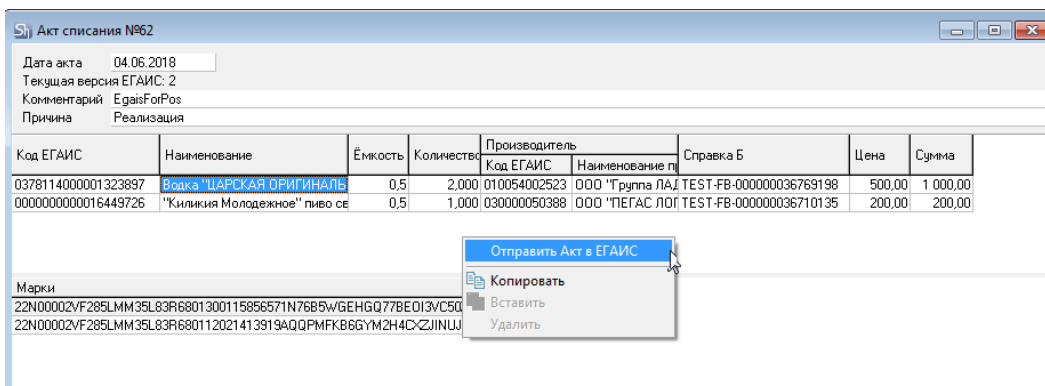 Sh Акт списания №62
Дата акта 04.06.2018
Текущая версия ЕГАИС: 2
Комментарий EgaisForPos
Причина Реализация
Код ЕГАИС Наименование Ёмкость Количество Производитель Справка Б Цена Сумма
Код ЕГАИС Наименование п
0378114000001323897 Водка "ЦАРСКАЯ ОРИГИНАЛЬ 0,5 2,000 010054002523 ООО "Группа ЛАД TEST-FB-000000036769198 500,00 1 000,00
0000000000016449726 "Киликия Молодежное" пиво све 0,5 1,000 030000050388 ООО "ПЕГАС ЛОГ TEST-FB-000000036710135 200,00 200,00
Отправить Акт в ЕГАИС
Копировать
Вставить
Удалить
Марки
22N00002VF285LMM35L83R6801300115856571N76B5WGEHGQ77BEOI3VC50
22N00002VF285LMM35L83R680112021413919AQQPMFKB6GYM2H4CXZJINUJ